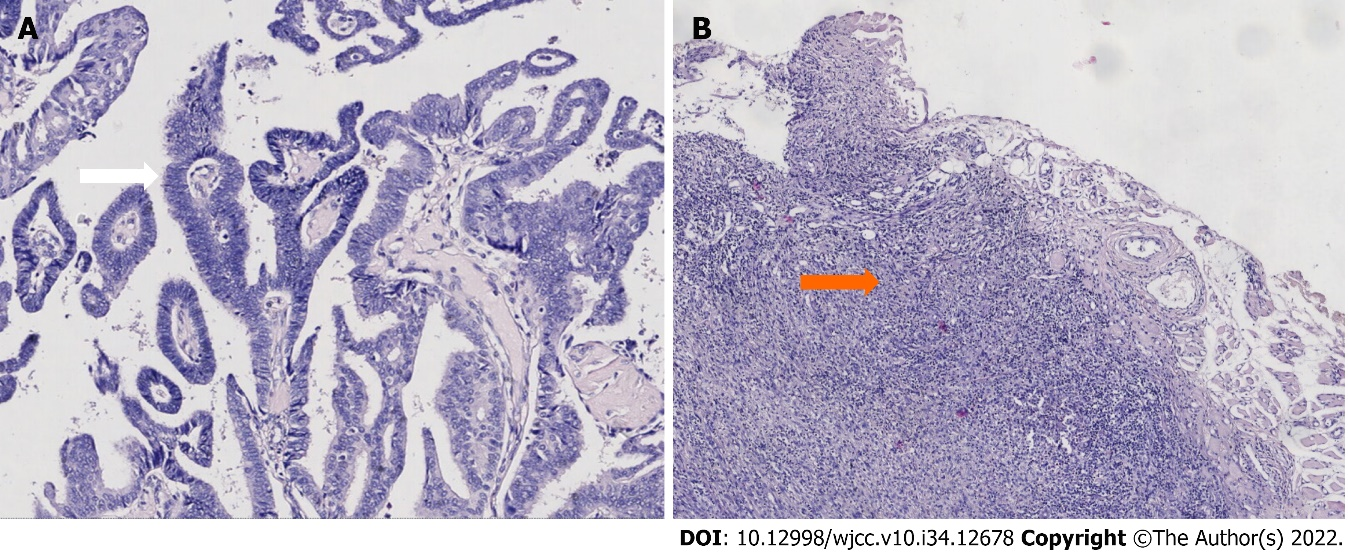 A
B
DOI: 10.12998/wjcc.v10.i34.12678 Copyright ©The Author(s) 2022.